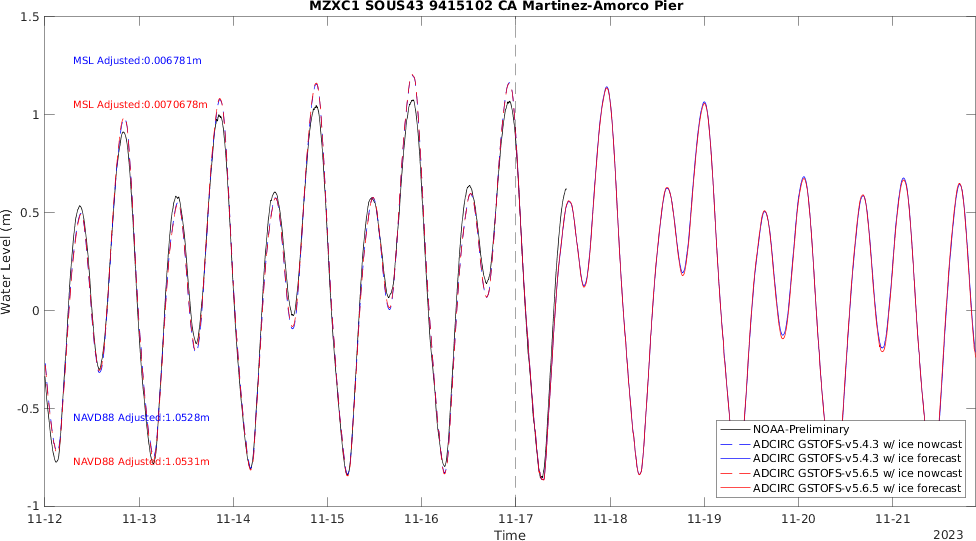 MZXC1 SOUS43 9415102 CA Martinez-Amorco Pier
1.5
1
0.5
0
-0.5
-1
Water Level (m)
MSL Adjusted:0.006781m
MSL Adjusted:0.0070678m
NAVD88 Adjusted:1.0528m
NAVD88 Adjusted:1.0531m
NOAA-Preliminary
ADCIRC GSTOFS-v5.4.3 w/ ice nowcast
ADCIRC GSTOFS-v5.4.3 w/ ice forecast
ADCIRC GSTOFS-v5.6.5 w/ ice nowcast
ADCIRC GSTOFS-v5.6.5 w/ ice forecast
11-12 11-13 11-14 11-15 11-16 11-17 11-18 11-19 11-20 11-21
Time
2023